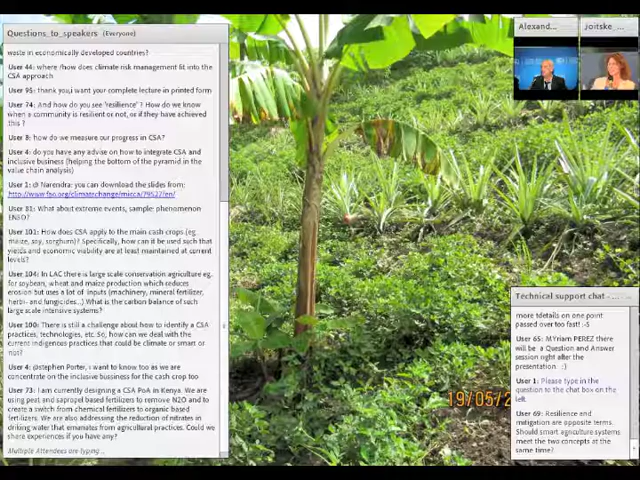 Questions_to_speakers (Everyone)
waste in economically developed countries?
User 44: where /how does climate risk management fit into the
CSA approach
User 95: thank you,i want your complete lecture in printed form
User 74: And how do you see 'resilience' ? How do we know
when a community is resilient or not, or if they have achieved
this ?
User 8: how do we measure our progress in CSA?
User 4: do you have any advise on how to integrate CSA and
inclusive business (helping the bottom of the pyramid in the
value chain analysis)
User 1: @ Narendra: you can download the slides from:
http://www.fao.org/climatechange/micca/79527/en/
User 81: What about extreme events, sample: phenomenon
ENSO?
User 101: How does CSA apply to the main cash crops (eg.
maize, soy, sorghum)? Specifically, how can it be used such that
yields and economic viability are at least maintained at current
levels?
User 104: In LAC there is large scale conservation agriculture eg.
for soybean, wheat and maize production which reduces
erosion but uses a lot of inputs (machinery, mineral fertilizer,
herbi- and fungicides...) What is the carbon balance of such
large scale intensive systems?
User 100: There is still a challenge about how to identify a CSA
practices, technologies, etc. So, how can we deal with the
current indigenous practices that could be climate or smart or
not?
User 4: @stephen Porter, i want to know too as we are
concentrate on the inclusive business for the cash crop too
User 73: I am currently designing a CSA PoA in Kenya. We are
using peat and sapropel based fertilizers to remove N2O and to
create a switch from chemical fertilizers to organic based
fertilizers. We are also addressing the reduction of nitrates in
drinking water that emanates from agricultural practices. Could we
share experiences if you have any?
Multiple Attendees are typing...
Alexand...
Joitske ...
Technical support chat - ...
more tdetails on one point
passed over too fast! :-S
User 65: MYriam PEREZ there
will be a Question and Answer
session right after the
presentation :)
User 1: Please type in the
question to the chat box on the
left.
User 69: Resilience and
mitigation are opposite terms.
Should smart agriculture systems
meet the two concepts at the
same time?
19/05/2